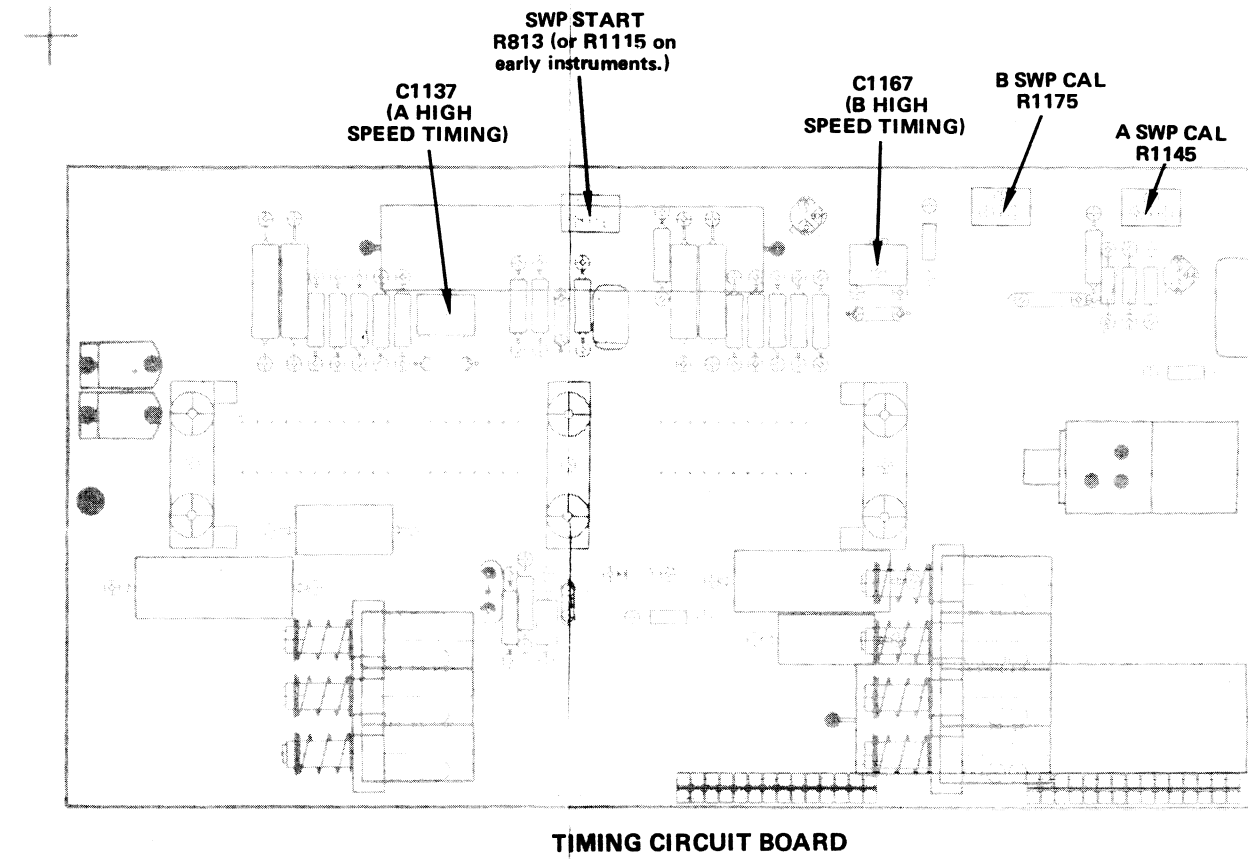 SWP START
R813 (or R1115 on
early instruments.)
C1137
(A HIGH
SPEED TIMING)
C1167
(B HIGH
SPEED TIMING)
B SWP CAL
R1175
A SWP CAL
R1145
TIMING CIRCUIT BOARD